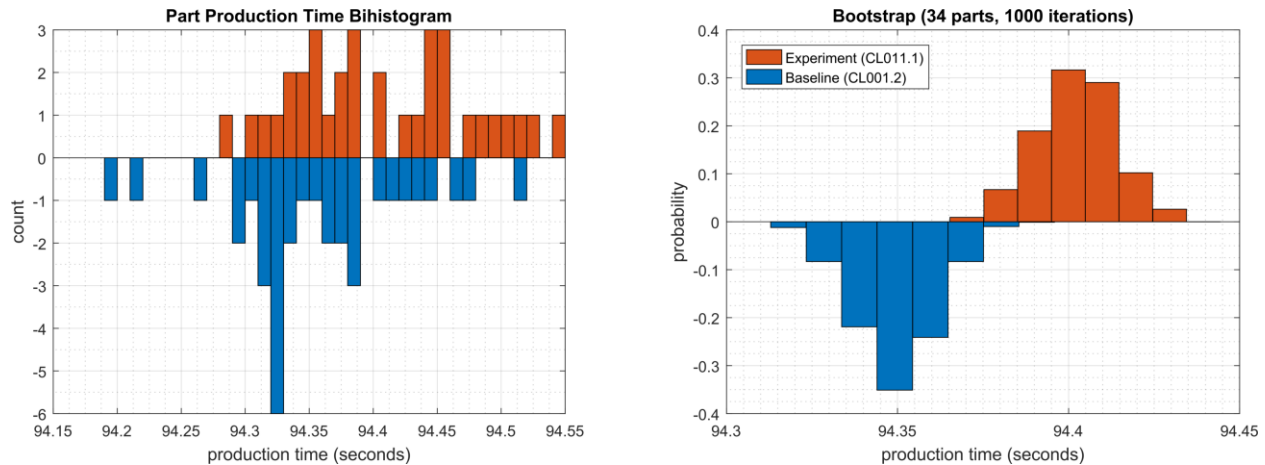 Part Production Time Bihistogram
3
2
1
0
-1
-2
-3
-4
-5
-6
count
94.15 94.2 94.25 94.3 94.35 94.4 94.45 94.5 94.55
production time (seconds)
Bootstrap (34 parts, 1000 iterations)
Experiment (CL011.1)
Baseline (CL001.2)
0.4
0.3
0.2
0.1
0
-0.1
-0.2
-0.3
-0.4
probability
94.3 94.35 94.4 94.45
production time (seconds)